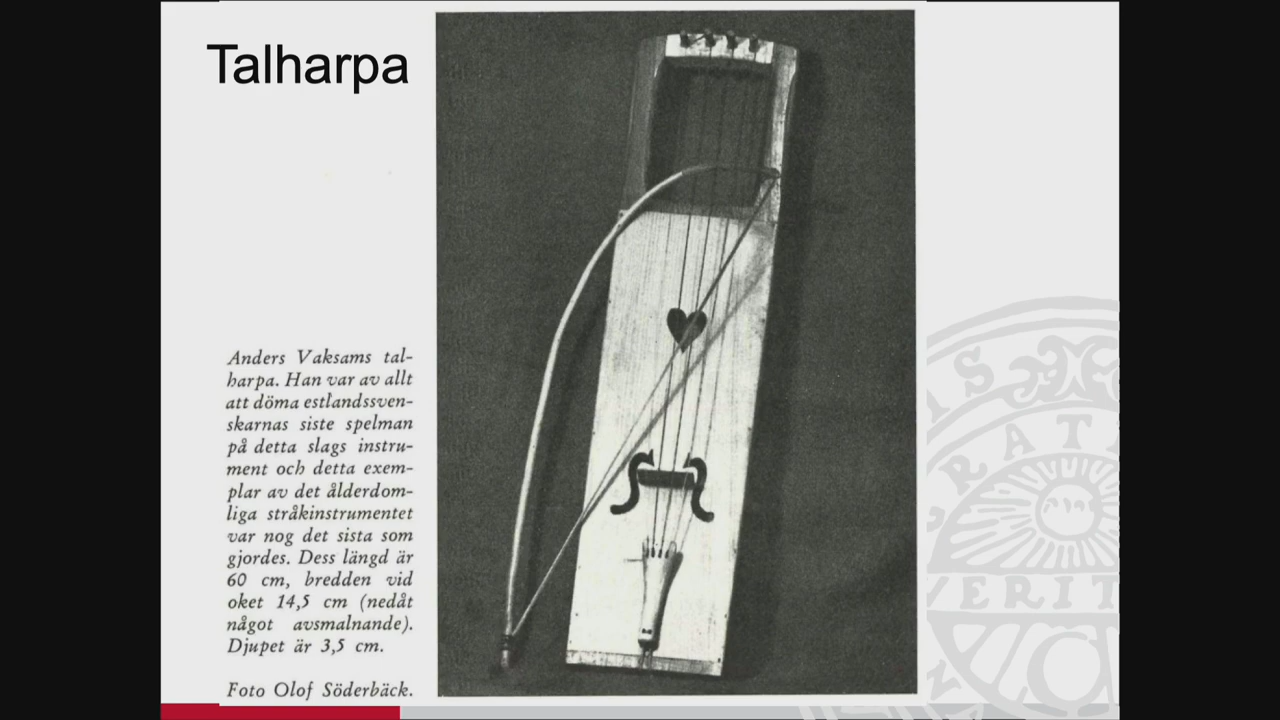 Talharpa
Anders Vaksams tal-
harpa. Han var av allt
att döma estlandssven-
skarnas siste spelman
på detta slags instru-
ment och detta exem-
plar av det ålderdom-
liga stråkinstrumentet
var nog det sista som
gjordes. Dess längd är
60 cm, bredden vid
oket 14,5 cm (nedåt
något avsmalnande).
Djupet är 3,5 cm.
Foto Olof Söderbäck.